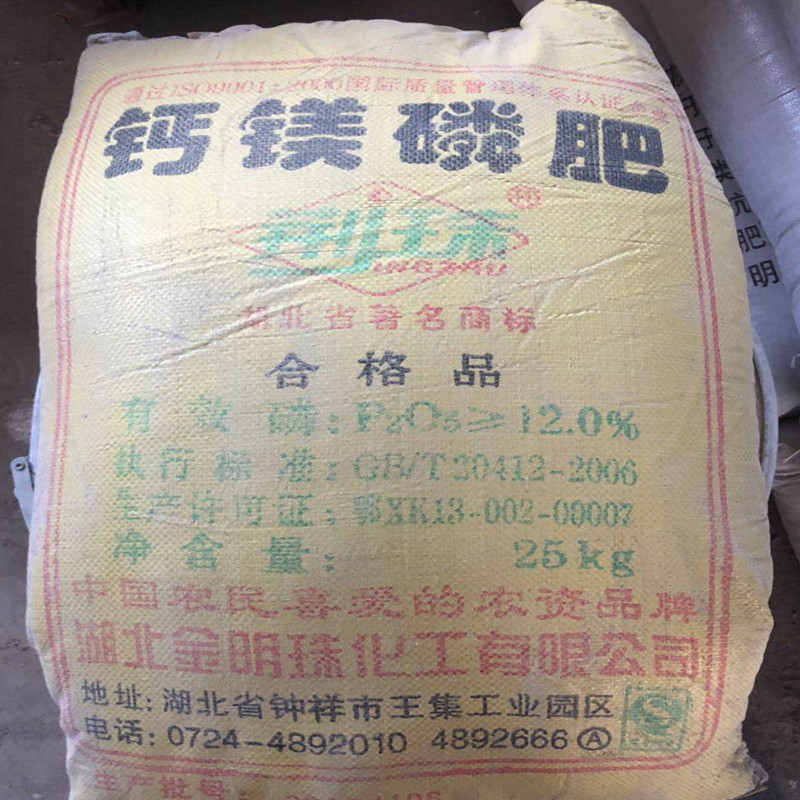 通过ISO9001:2000国际质量管理体系认证企业
钙镁磷肥
湖北省著名商标
合格品
有效磷:P₂O₅≥12.0%
执行标准:GB/T20412-2006
生产许可证:鄂XK13-002-00007
净含量: 25kg
中国农民喜爱的农资品牌
湖北金明珠化工有限公司
地址:湖北省钟祥市王集工业园区
电话:0724-4892010 4892666 Ⓐ
生产批号: